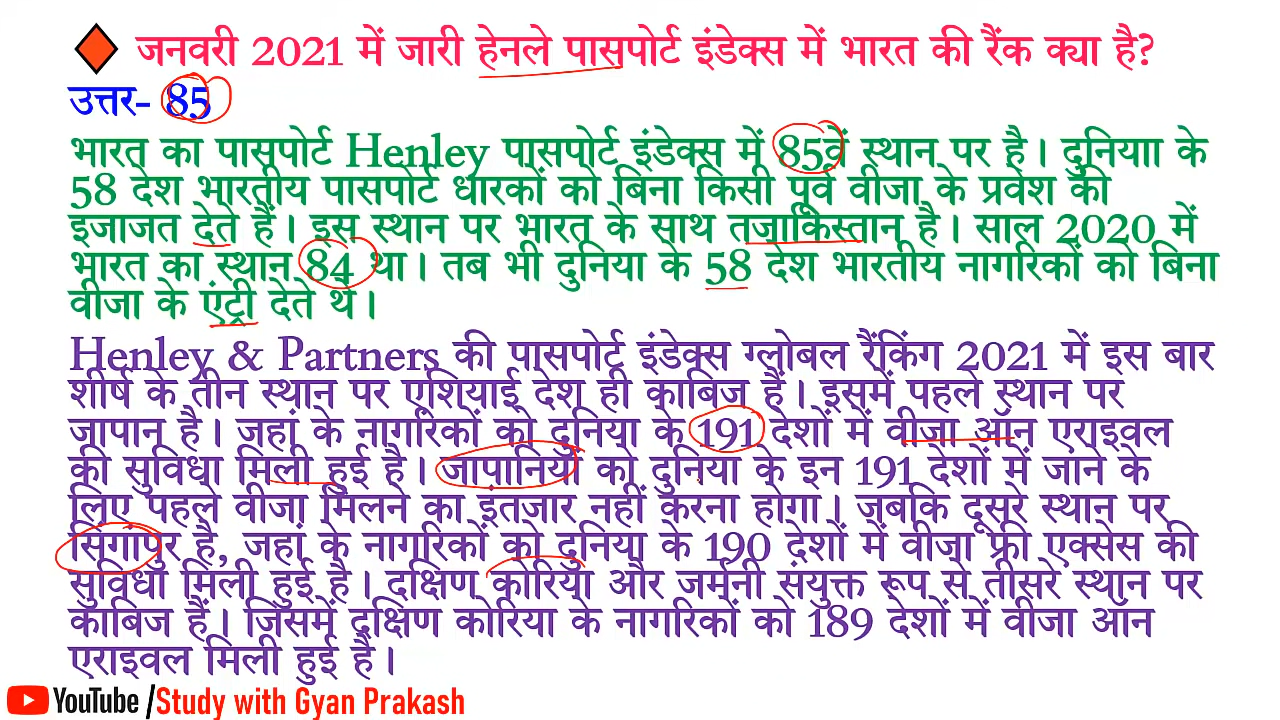 जनवरी 2021 में जारी हेनले पासपोर्ट इंडेक्स में भारत की रैंक क्या है?
उत्तर- 85
भारत का पासपोर्ट Henley पासपोर्ट इंडेक्स में 85वें स्थान पर है। दुनियाा के
58 देश भारतीय पासपोर्ट धारकों को बिना किसी पूर्व वीजा के प्रवेश की
इजाजत देते हैं। इस स्थान पर भारत के साथ तजाकिस्तान है। साल 2020 में
भारत का स्थान 84 था। तब भी दुनिया के 58 देश भारतीय नागरिकों को बिना
वीजा के एंट्री देते थे।
Henley & Partners की पासपोर्ट इंडेक्स ग्लोबल रैंकिंग 2021 में इस बार
शीर्ष के तीन स्थान पर एशियाई देश ही काबिज हैं। इसमें पहले स्थान पर
जापान है। जहां के नागरिकों को दुनिया के 191 देशों में वीजा ऑन एराइवल
की सुविधा मिली हुई है। जापानियों को दुनिया के इन 191 देशों में जाने के
लिए पहले वीजा मिलने का इंतजार नहीं करना होगा। जबकि दूसरे स्थान पर
सिंगापुर है, जहां के नागरिकों को दुनिया के 190 देशों में वीजा फ्री एक्सेस की
सुविधा मिली हुई है। दक्षिण कोरिया और जर्मनी संयुक्त रूप से तीसरे स्थान पर
काबिज हैं। जिसमें दक्षिण कोरिया के नागरिकों को 189 देशों में वीजा ऑन
एराइवल मिली हुई है।
YouTube /Study with Gyan Prakash